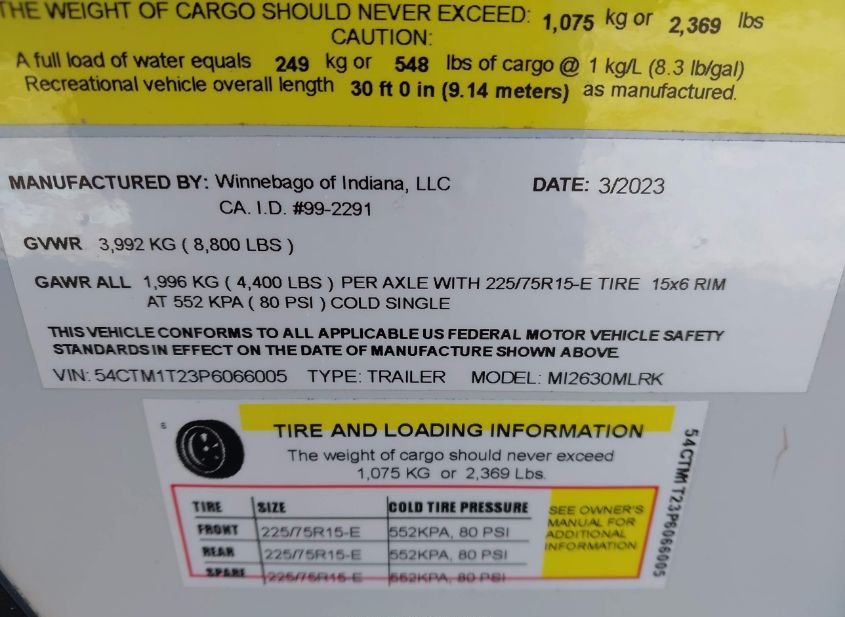 THE WEIGHT OF CARGO SHOULD NEVER EXCEED: 1,075 kg or 2,369 lbs
CAUTION:
A full load of water equals 249 kg or 548 lbs of cargo @ 1 kg/L (8.3 lb/gal)
Recreational vehicle overall length 30 ft 0 in (9.14 meters) as manufactured.
MANUFACTURED BY: Winnebago of Indiana, LLC DATE: 3/2023
CA. I.D. #99-2291
GVWR 3,992 KG ( 8,800 LBS )
GAWR ALL 1,996 KG ( 4,400 LBS ) PER AXLE WITH 225/75R15-E TIRE 15x6 RIM
AT 552 KPA ( 80 PSI ) COLD SINGLE
THIS VEHICLE CONFORMS TO ALL APPLICABLE US FEDERAL MOTOR VEHICLE SAFETY
STANDARDS IN EFFECT ON THE DATE OF MANUFACTURE SHOWN ABOVE
VIN: 54CTM1T23P6066005 TYPE: TRAILER MODEL: MI2630MLRK
TIRE AND LOADING INFORMATION
The weight of cargo should never exceed
1,075 KG or 2,369 Lbs.
TIRE SIZE COLD TIRE PRESSURE
FRONT 225/75R15-E 552KPA, 80 PSI
REAR 225/75R15-E 552KPA, 80 PSI
SPARE 225/75R15-E 552KPA, 80 PSI
SEE OWNER'S
MANUAL FOR
ADDITIONAL
INFORMATION
54CTM1T23P6066005